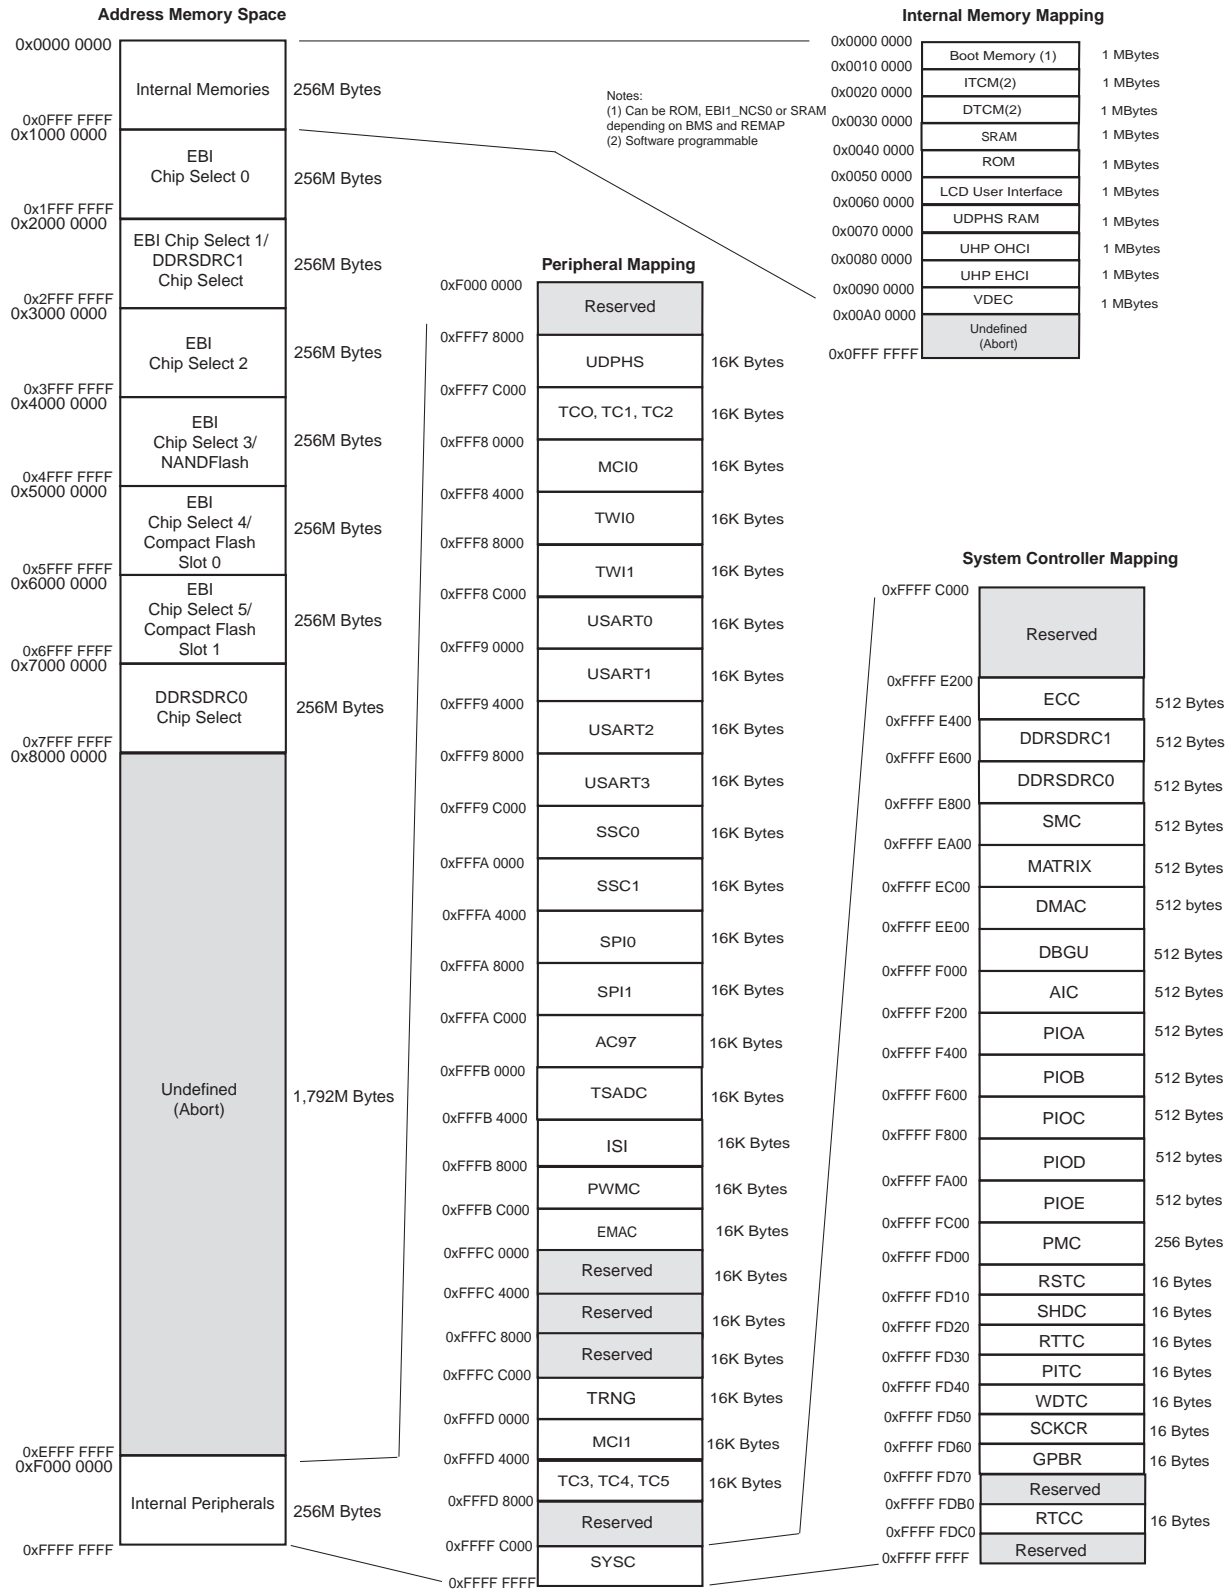 Address Memory Space
0x0000 0000
Internal Memories
256M Bytes
0x0FFF FFFF
0x1000 0000
EBI
Chip Select 0
256M Bytes
0x1FFF FFFF
0x2000 0000
EBI Chip Select 1/
DDRSDRC1
Chip Select
256M Bytes
0x2FFF FFFF
0x3000 0000
EBI
Chip Select 2
256M Bytes
0x3FFF FFFF
0x4000 0000
EBI
Chip Select 3/
NANDFlash
256M Bytes
0x4FFF FFFF
0x5000 0000
EBI
Chip Select 4/
Compact Flash
Slot 0
256M Bytes
0x5FFF FFFF
0x6000 0000
EBI
Chip Select 5/
Compact Flash
Slot 1
256M Bytes
0x6FFF FFFF
0x7000 0000
DDRSDRC0
Chip Select
256M Bytes
0x7FFF FFFF
0x8000 0000
Undefined
(Abort)
1,792M Bytes
0xEFFF FFFF
0xF000 0000
Internal Peripherals
256M Bytes
0xFFFF FFFF
Notes:
(1) Can be ROM, EBI1_NCS0 or SRAM
depending on BMS and REMAP
(2) Software programmable
Peripheral Mapping
0xF000 0000
Reserved
0xFFF7 8000
UDPHS
16K Bytes
0xFFF7 C000
TCO, TC1, TC2
16K Bytes
0xFFF8 0000
MCI0
16K Bytes
0xFFF8 4000
TWI0
16K Bytes
0xFFF8 8000
TWI1
16K Bytes
0xFFF8 C000
USART0
16K Bytes
0xFFF9 0000
USART1
16K Bytes
0xFFF9 4000
USART2
16K Bytes
0xFFF9 8000
USART3
16K Bytes
0xFFF9 C000
SSC0
16K Bytes
0xFFFA 0000
SSC1
16K Bytes
0xFFFA 4000
SPI0
16K Bytes
0xFFFA 8000
SPI1
16K Bytes
0xFFFA C000
AC97
16K Bytes
0xFFFB 0000
TSADC
16K Bytes
0xFFFB 4000
ISI
16K Bytes
0xFFFB 8000
PWMC
16K Bytes
0xFFFB C000
EMAC
16K Bytes
0xFFFC 0000
Reserved
16K Bytes
0xFFFC 4000
Reserved
16K Bytes
0xFFFC 8000
Reserved
16K Bytes
0xFFFC C000
TRNG
16K Bytes
0xFFFD 0000
MCI1
16K Bytes
0xFFFD 4000
TC3, TC4, TC5
16K Bytes
0xFFFD 8000
Reserved
0xFFFF C000
SYSC
0xFFFF FFFF
Internal Memory Mapping
0x0000 0000
Boot Memory (1)
1 MBytes
0x0010 0000
ITCM(2)
1 MBytes
0x0020 0000
DTCM(2)
1 MBytes
0x0030 0000
SRAM
1 MBytes
0x0040 0000
ROM
1 MBytes
0x0050 0000
LCD User Interface
1 MBytes
0x0060 0000
UDPHS RAM
1 MBytes
0x0070 0000
UHP OHCI
1 MBytes
0x0080 0000
UHP EHCI
1 MBytes
0x0090 0000
VDEC
1 MBytes
0x00A0 0000
Undefined
(Abort)
0x0FFF FFFF
System Controller Mapping
0xFFFF C000
Reserved
0xFFFF E200
ECC
512 Bytes
0xFFFF E400
DDRSDRC1
512 Bytes
0xFFFF E600
DDRSDRC0
512 Bytes
0xFFFF E800
SMC
512 Bytes
0xFFFF EA00
MATRIX
512 Bytes
0xFFFF EC00
DMAC
512 bytes
0xFFFF EE00
DBGU
512 Bytes
0xFFFF F000
AIC
512 Bytes
0xFFFF F200
PIOA
512 Bytes
0xFFFF F400
PIOB
512 Bytes
0xFFFF F600
PIOC
512 Bytes
0xFFFF F800
PIOD
512 bytes
0xFFFF FA00
PIOE
512 bytes
0xFFFF FC00
PMC
256 Bytes
0xFFFF FD00
RSTC
16 Bytes
0xFFFF FD10
SHDC
16 Bytes
0xFFFF FD20
RTTC
16 Bytes
0xFFFF FD30
PITC
16 Bytes
0xFFFF FD40
WDTC
16 Bytes
0xFFFF FD50
SCKCR
16 Bytes
0xFFFF FD60
GPBR
16 Bytes
0xFFFF FD70
Reserved
0xFFFF FDB0
RTCC
16 Bytes
0xFFFF FDC0
Reserved
0xFFFF FFFF